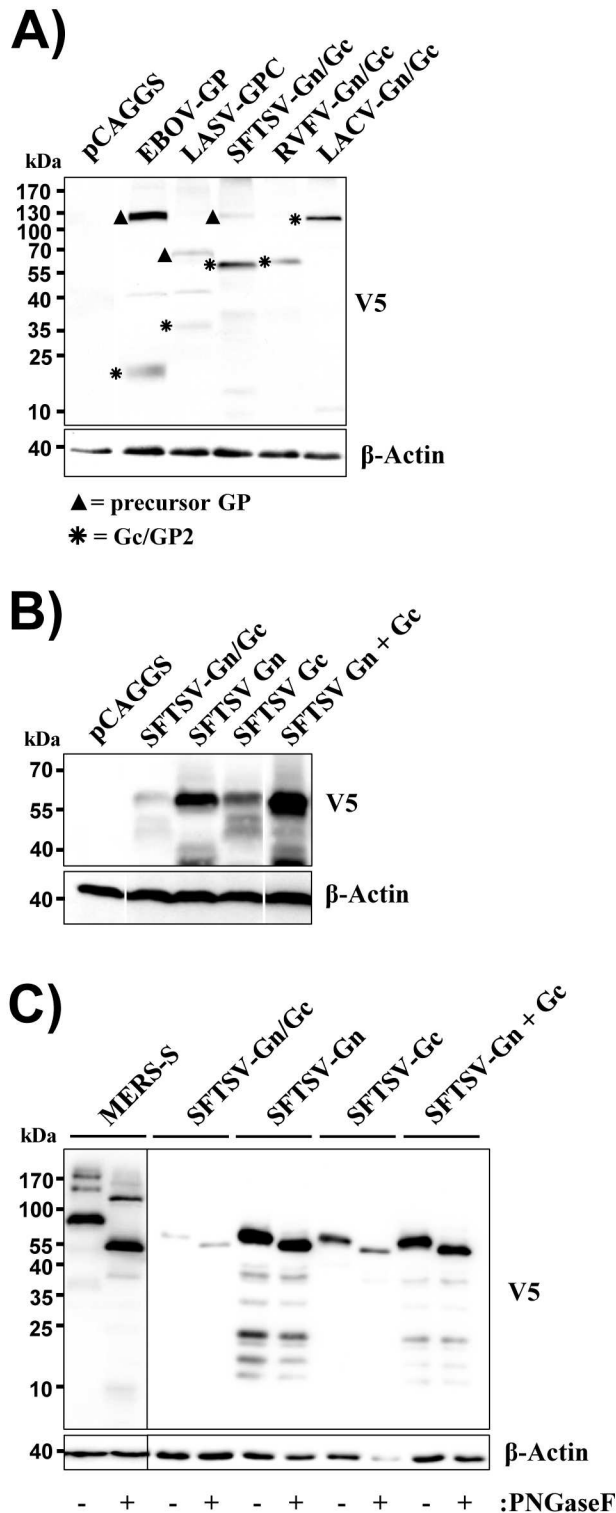 A)
pCAGGS EBOV-GP LASV-GPC SFTSV-Gn/Gc RVFV-Gn/Gc LACV-Gn/Gc
kDa
170
130
100
70
55
40
35
25
10
V5
40
β-Actin
▲= precursor GP
✱ = Gc/GP2
B)
pCAGGS SFTSV-Gn/Gc SFTSV Gn SFTSV Gc SFTSV Gn + Gc
kDa
70
55
40
V5
40
β-Actin
C)
MERS-S SFTSV-Gn/Gc SFTSV-Gn SFTSV-Gc SFTSV-Gn + Gc
kDa
170
100
55
40
35
25
10
V5
40
β-Actin
- + - + - + - + - + :PNGaseF